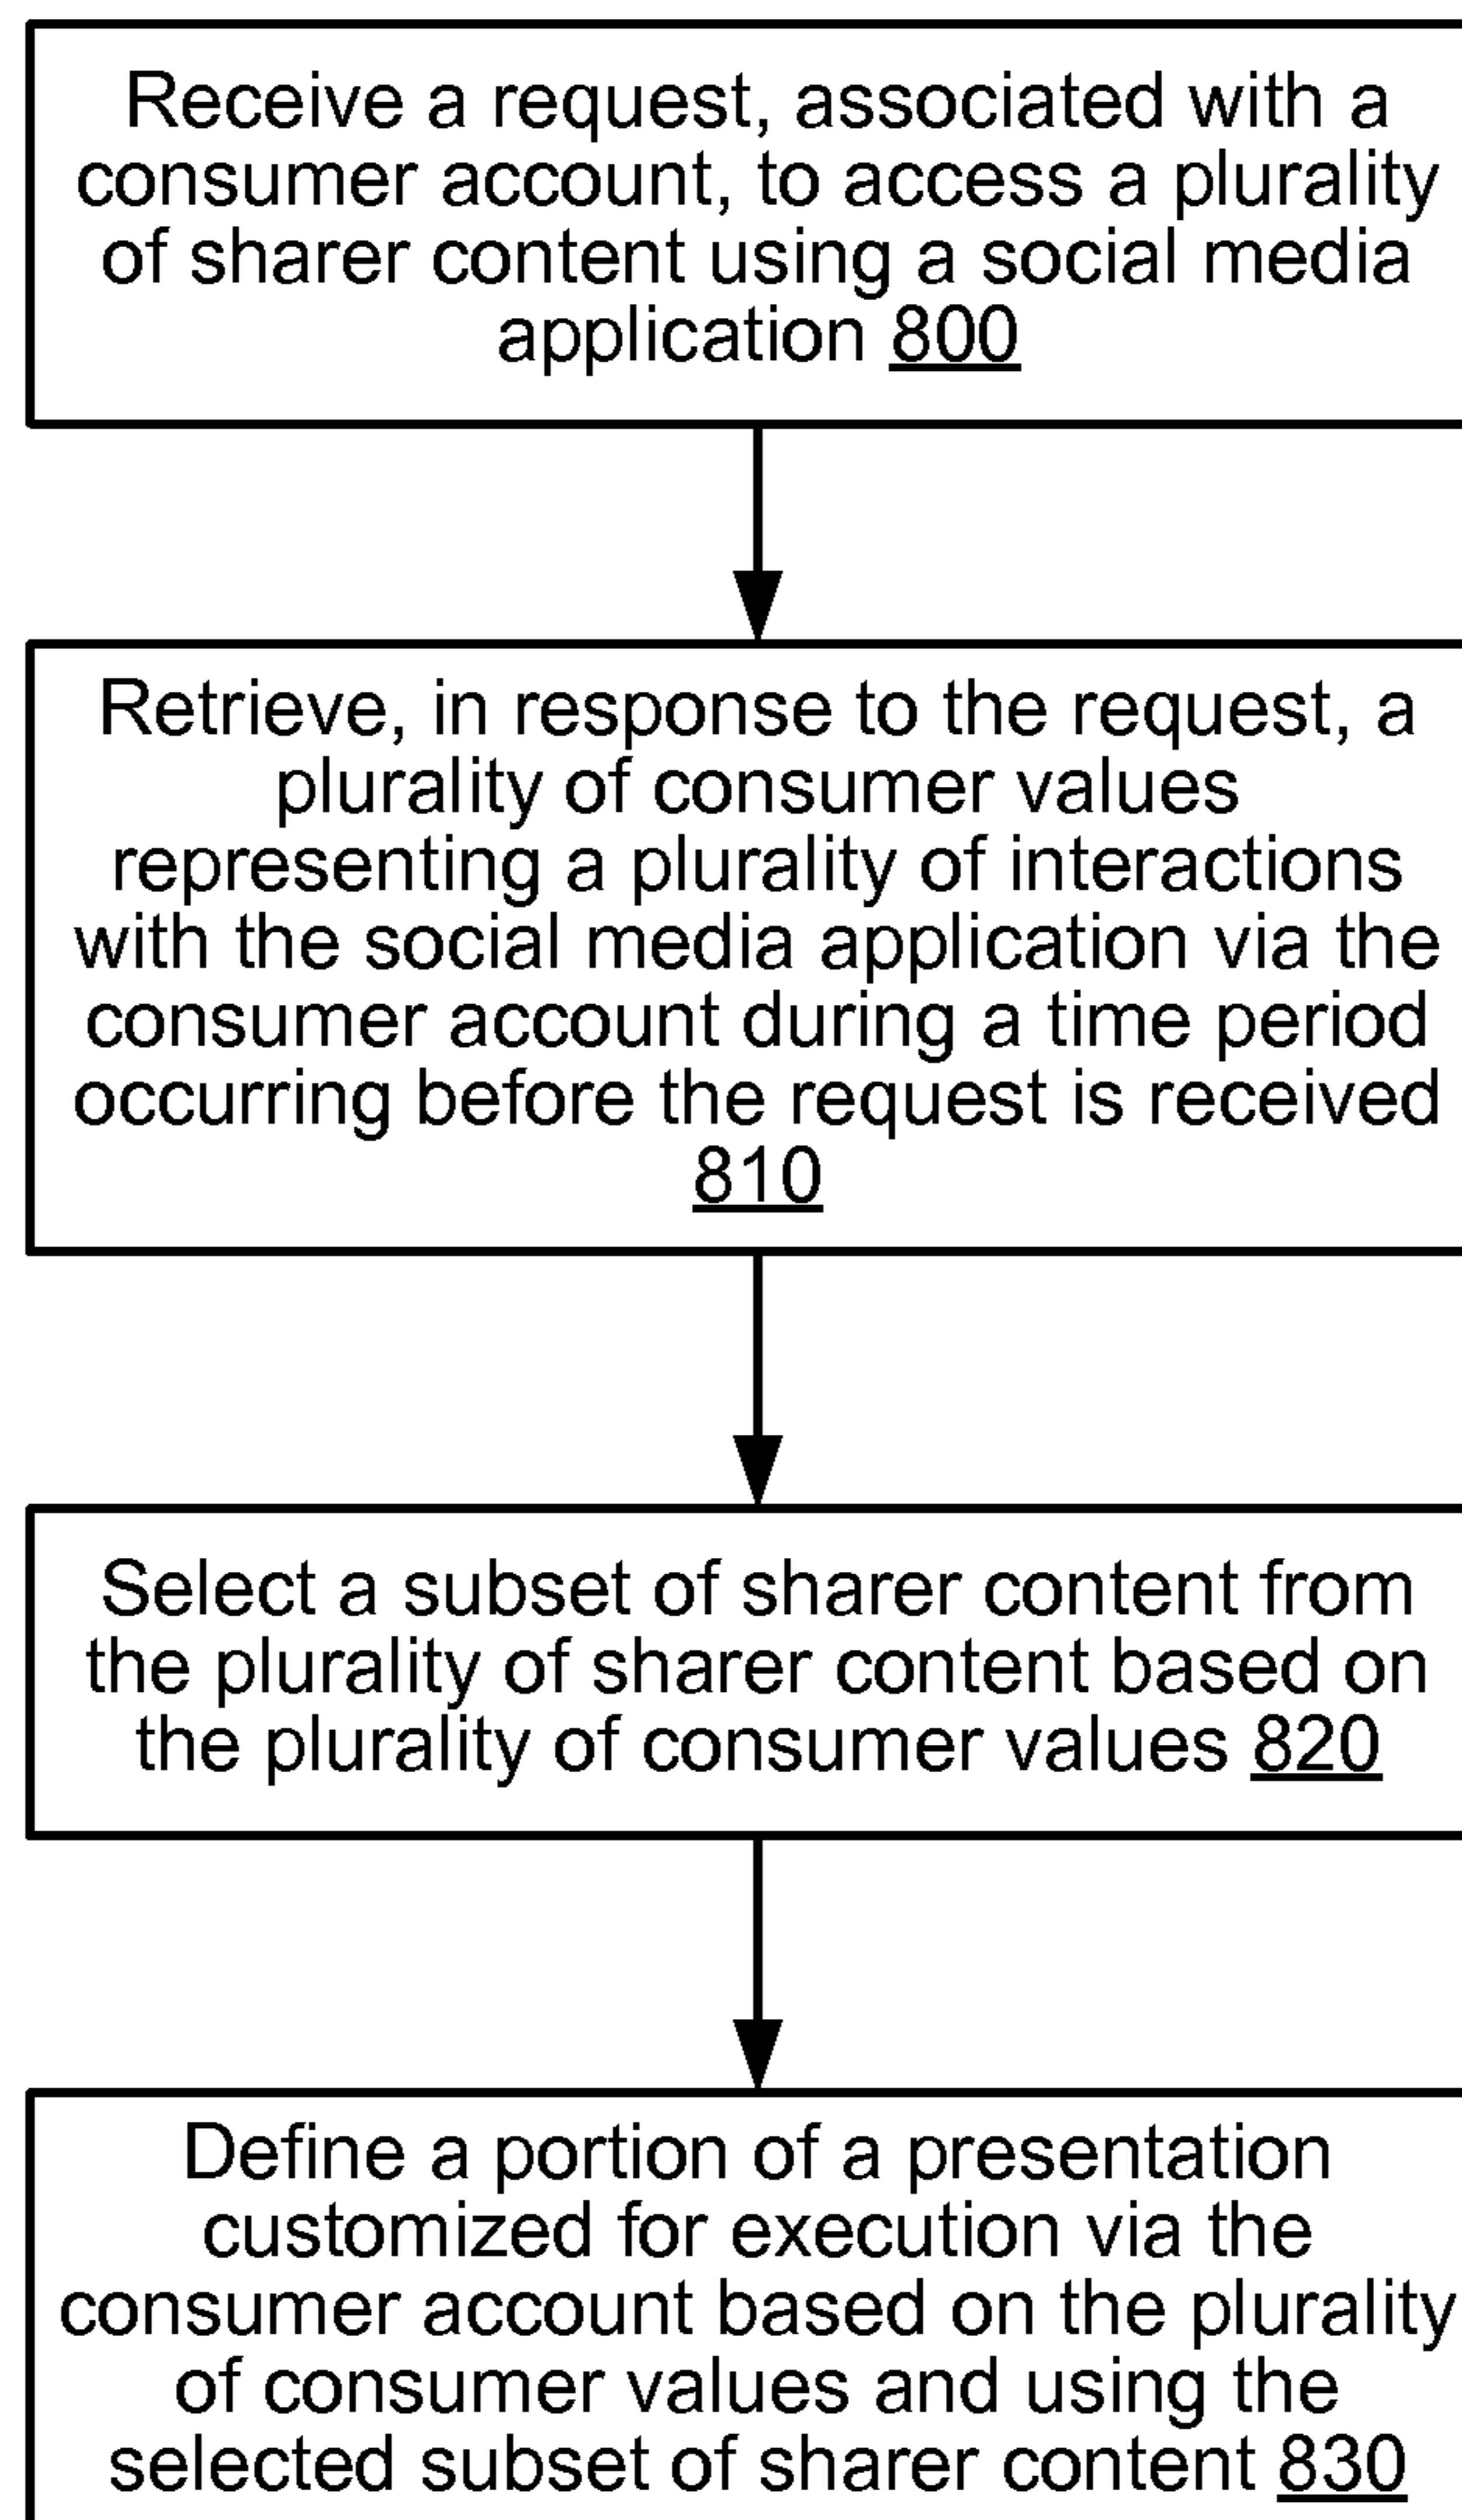 Receive a request, associated with a
consumer account, to access a plurality
of sharer content using a social media
application 800
Retrieve, in response to the request, a
plurality of consumer values
representing a plurality of interactions
with the social media application via the
consumer account during a time period
occurring before the request is received
810
Select a subset of sharer content from
the plurality of sharer content based on
the plurality of consumer values 820
Define a portion of a presentation
customized for execution via the
consumer account based on the plurality
of consumer values and using the
selected subset of sharer content 830